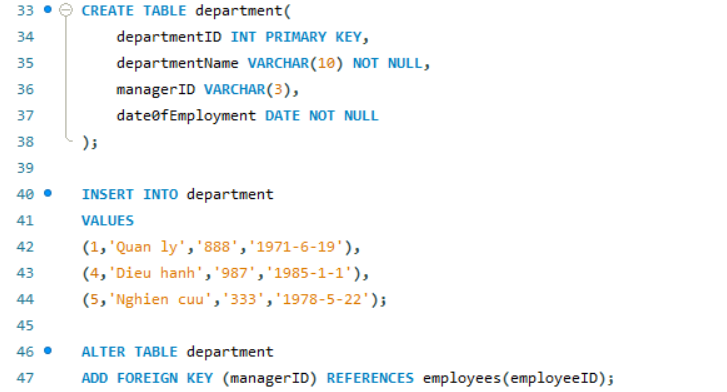 33 CREATE TABLE department(
34 departmentID INT PRIMARY KEY,
35 departmentName VARCHAR(10) NOT NULL,
36 managerID VARCHAR(3),
37 date0fEmployment DATE NOT NULL
38 );
39
40 INSERT INTO department
41 VALUES
42 (1,'Quan ly','888','1971-6-19'),
43 (4,'Dieu hanh','987','1985-1-1'),
44 (5,'Nghien cuu','333','1978-5-22');
45
46 ALTER TABLE department
47 ADD FOREIGN KEY (managerID) REFERENCES employees(employeeID);